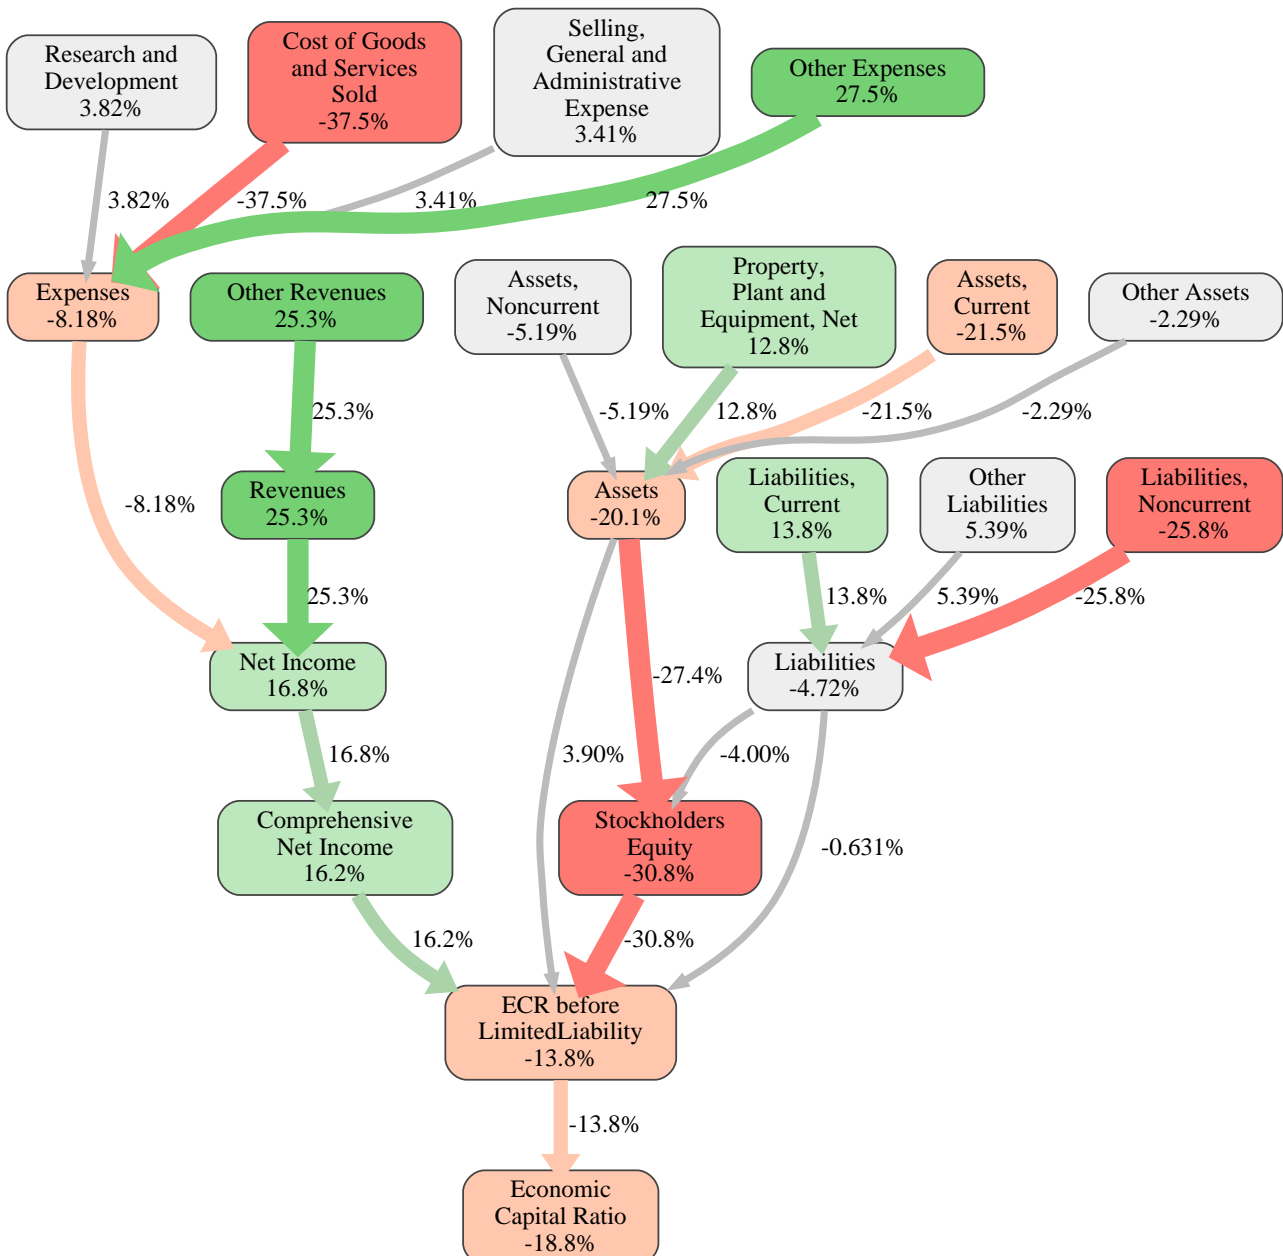 Research and
Development
3.82%
Cost of Goods
and Services
Sold
-37.5%
Selling,
General and
Administrative
Expense
3.41%
Other Expenses
27.5%
3.82%
-37.5%
3.41%
27.5%
Expenses
-8.18%
Other Revenues
25.3%
Assets,
Noncurrent
-5.19%
Property,
Plant and
Equipment, Net
12.8%
Assets,
Current
-21.5%
Other Assets
-2.29%
25.3%
-5.19%
12.8%
-21.5%
-2.29%
-8.18%
Revenues
25.3%
Assets
-20.1%
Liabilities,
Current
13.8%
Other
Liabilities
5.39%
Liabilities,
Noncurrent
-25.8%
25.3%
13.8%
5.39%
-25.8%
Net Income
16.8%
-27.4%
Liabilities
-4.72%
16.8%
3.90%
-4.00%
Comprehensive
Net Income
16.2%
Stockholders
Equity
-30.8%
-0.631%
16.2%
-30.8%
ECR before
LimitedLiability
-13.8%
-13.8%
Economic
Capital Ratio
-18.8%